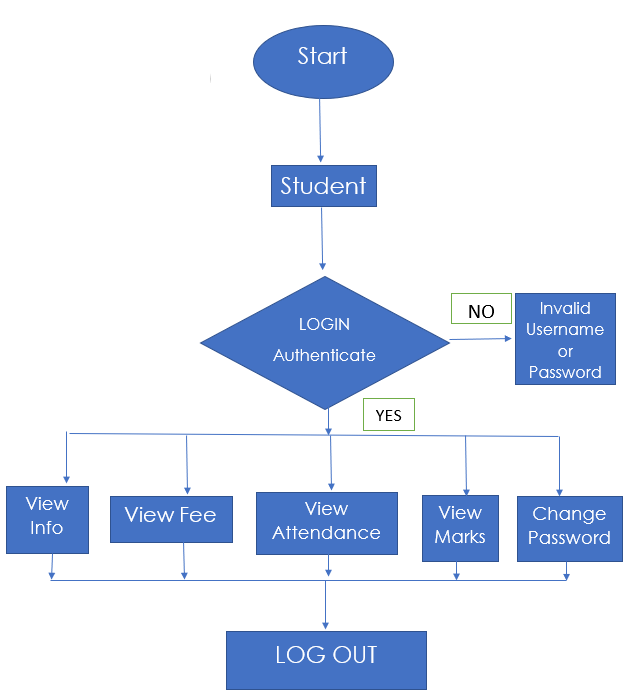 Start
Student
LOGIN
Authenticate
NO
Invalid
Username
or
Password
YES
View
Info
View Fee
View
Attendance
View
Marks
Change
Password
LOG OUT